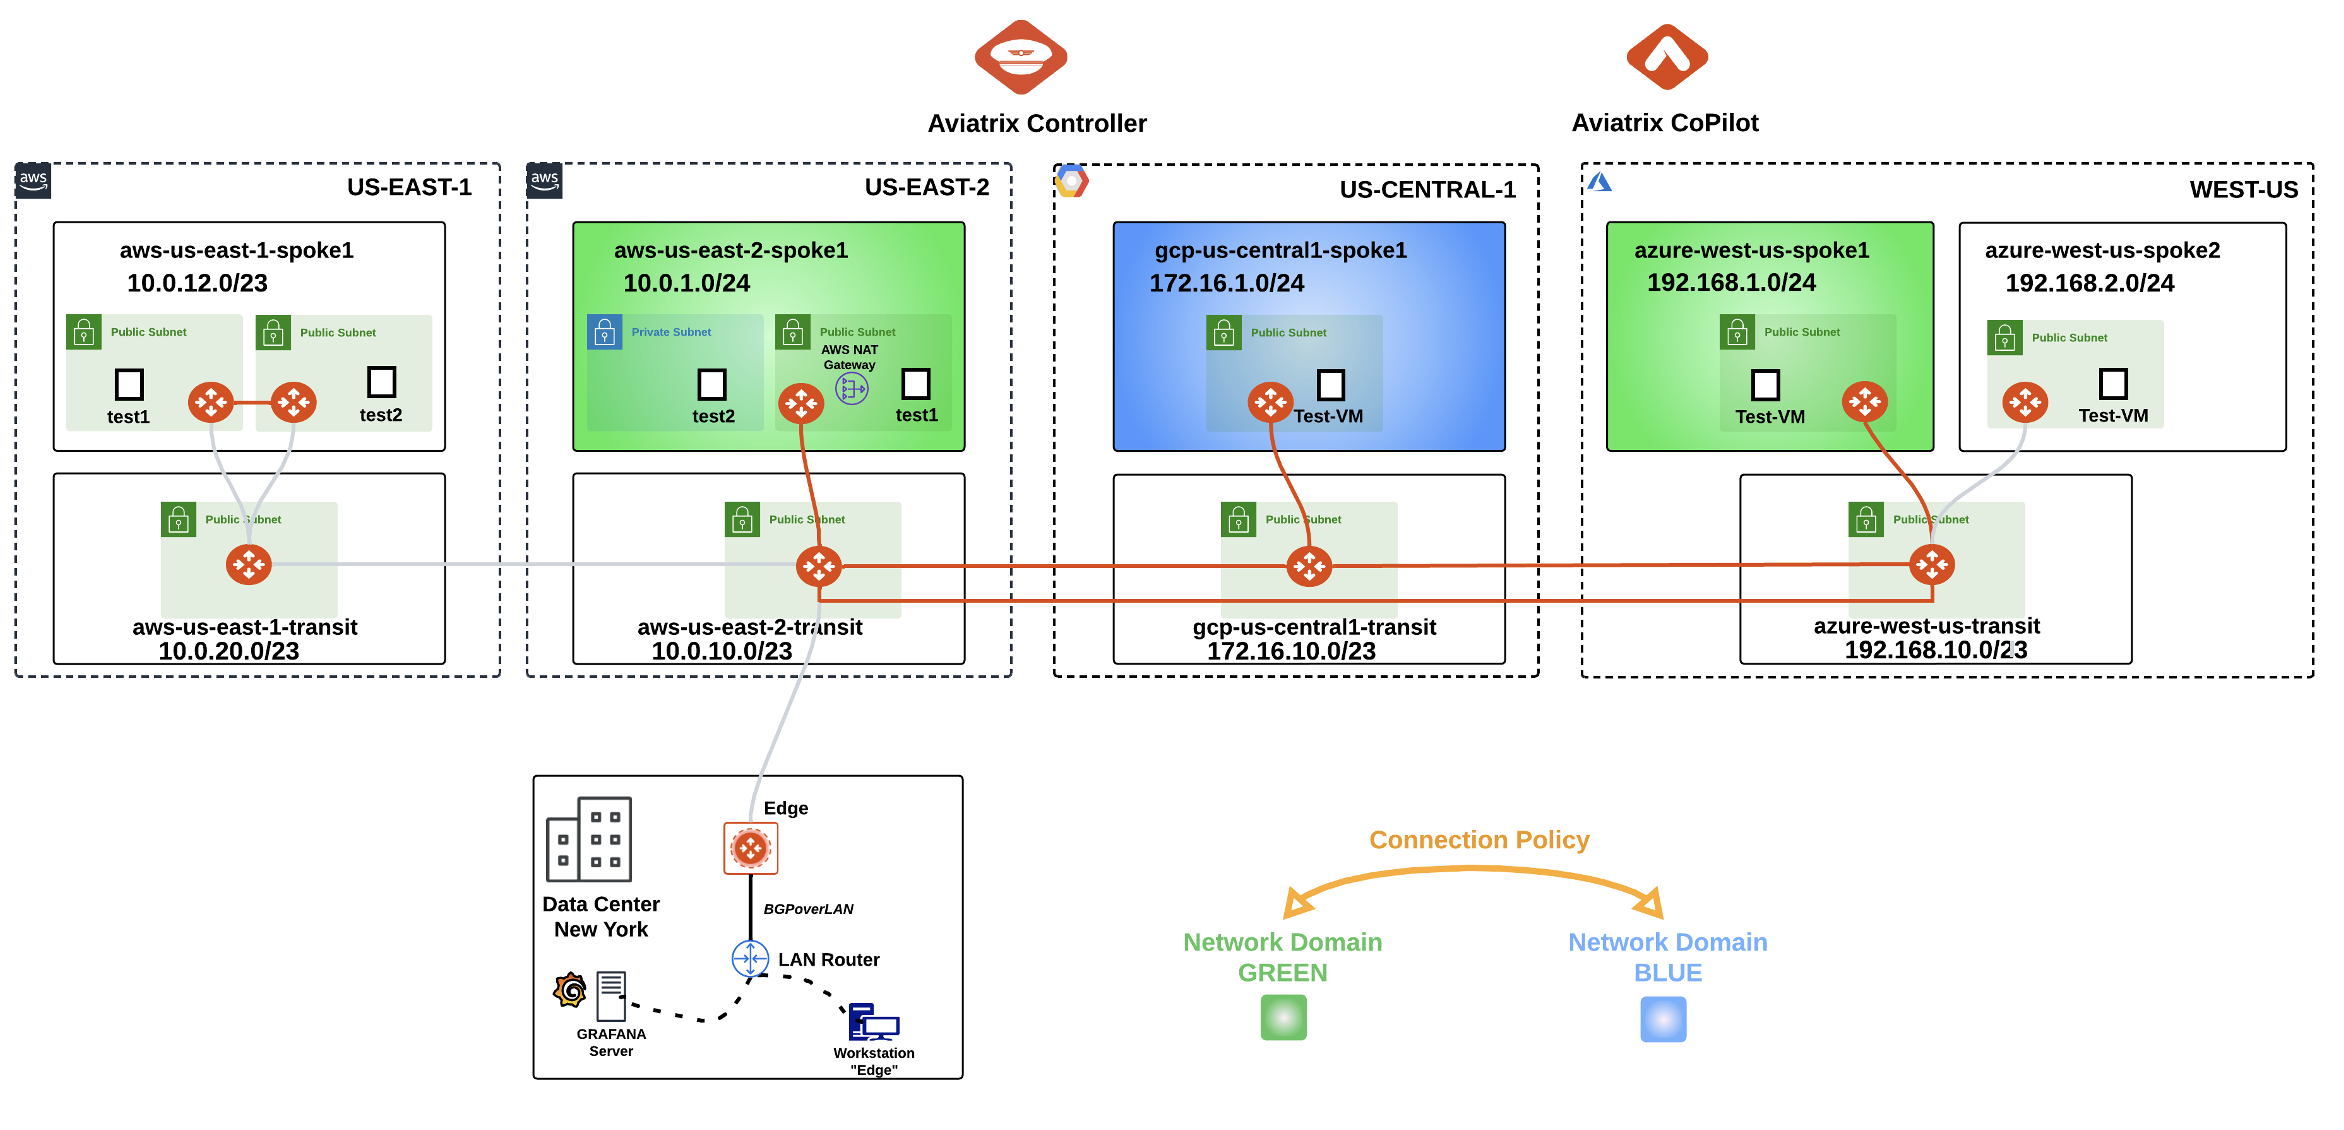 Aviatrix Controller
Aviatrix CoPilot
aws
US-EAST-1
aws-us-east-1-spoke1
10.0.12.0/23
Public Subnet
test1
Public Subnet
test2
Public Subnet
aws-us-east-1-transit
10.0.20.0/23
aws
US-EAST-2
aws-us-east-2-spoke1
10.0.1.0/24
Private Subnet
test2
Public Subnet
AWS NAT
Gateway
test1
Public Subnet
aws-us-east-2-transit
10.0.10.0/23
US-CENTRAL-1
gcp-us-central1-spoke1
172.16.1.0/24
Public Subnet
Test-VM
Public Subnet
gcp-us-central1-transit
172.16.10.0/23
WEST-US
azure-west-us-spoke1
192.168.1.0/24
Public Subnet
Test-VM
azure-west-us-spoke2
192.168.2.0/24
Public Subnet
Test-VM
Public Subnet
azure-west-us-transit
192.168.10.0/23
Edge
Data Center
New York
BGPoverLAN
LAN Router
GRAFANA
Server
Workstation
"Edge"
Connection Policy
Network Domain
GREEN
Network Domain
BLUE